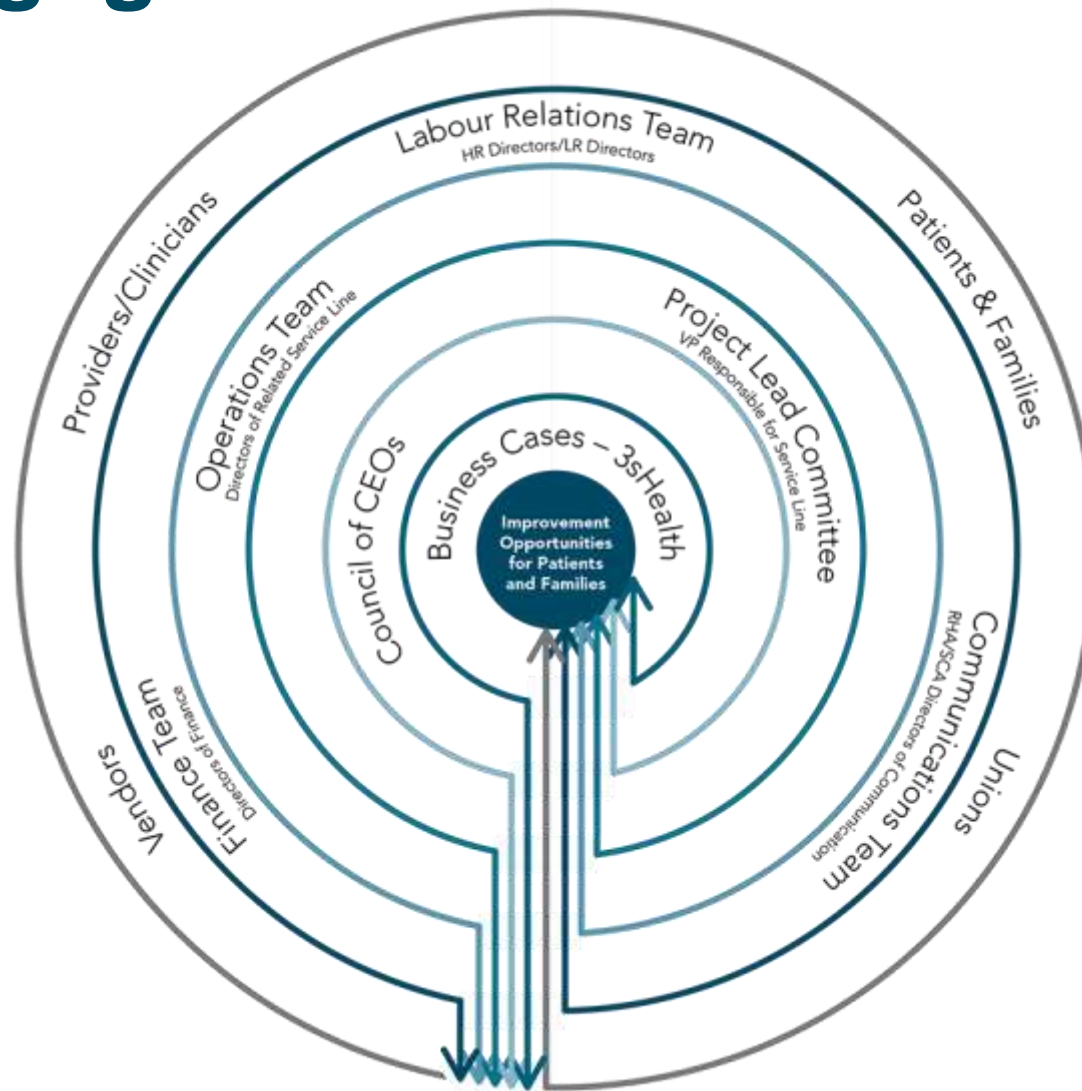 Labour Relations Team
HR Directors/LR Directors
Providers/Clinicians
Patients & Families
Operations Team
Directors of Related Service Line
Project Lead Committee
VP Responsible for Service Line
Council of CEOs
Business Cases – 3sHealth
Improvement
Opportunities
for Patients
and Families
Communications Team
RHA/SCA Directors of Communication
Unions
Finance Team
Directors of Finance
Vendors